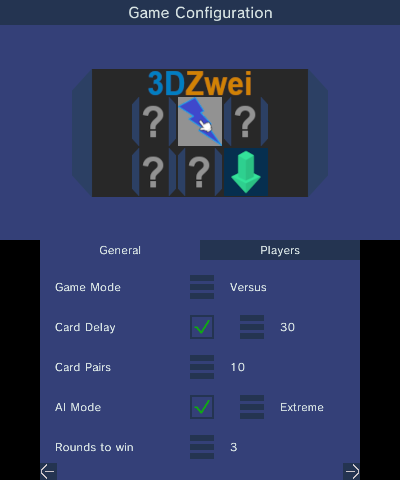 Game Configuration
3DZwei
? ?
? ?
General Players
Game Mode Versus
Card Delay 30
Card Pairs 10
AI Mode Extreme
Rounds to win 3